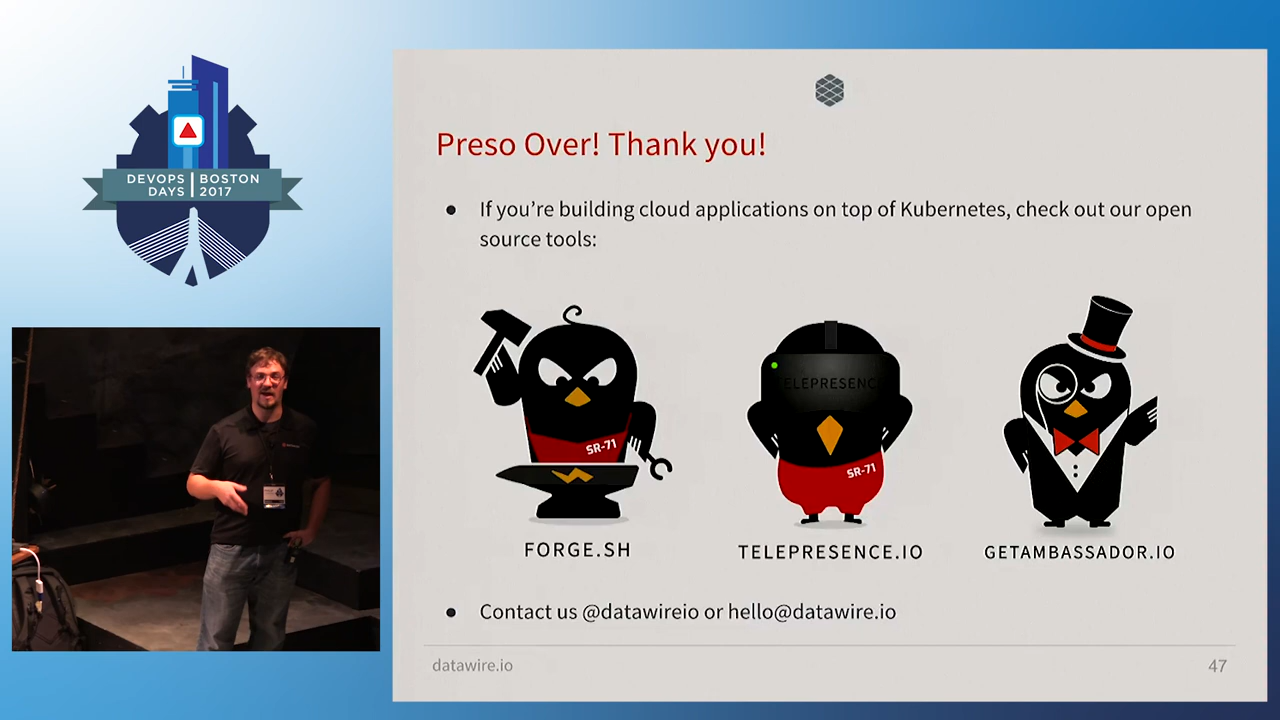 DEVOPS BOSTON
DAYS 2017
Preso Over! Thank you!
● If you’re building cloud applications on top of Kubernetes, check out our open
source tools:
SR-71
TELEPRESENCE
SR-71
FORGE.SH
TELEPRESENCE.IO
GETAMBASSADOR.IO
● Contact us @datawireio or hello@datawire.io
datawire.io
47